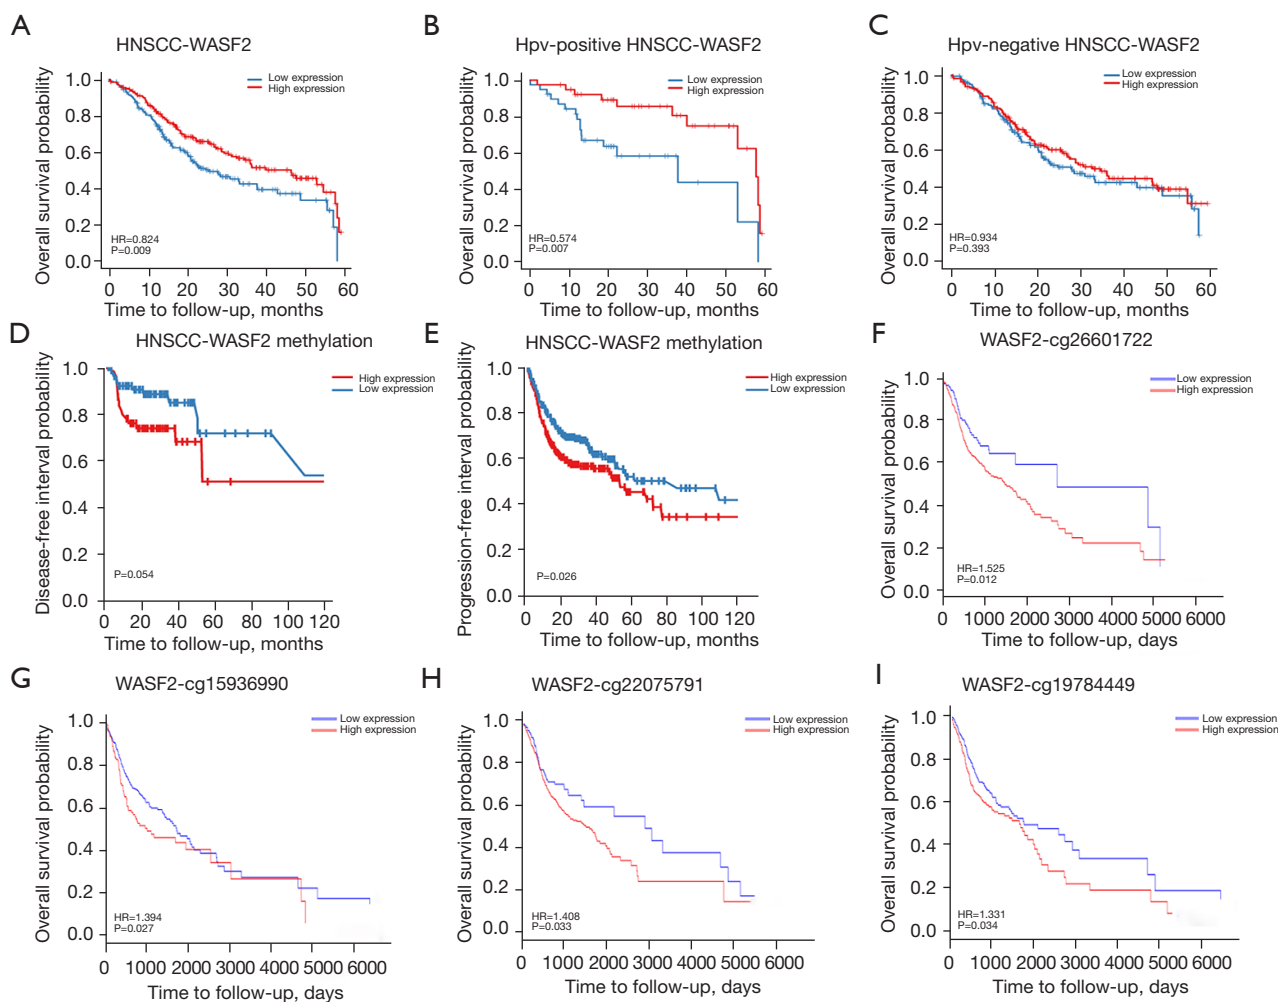 A
HNSCC-WASF2
Low expression
High expression
Overall survival probability
1.0
0.8
0.6
0.4
0.2
0.0
HR=0.824
P=0.009
0 10 20 30 40 50 60
Time to follow-up, months
B
Hpv-positive HNSCC-WASF2
Low expression
High expression
Overall survival probability
1.0
0.8
0.6
0.4
0.2
0.0
HR=0.574
P=0.007
0 10 20 30 40 50 60
Time to follow-up, months
C
Hpv-negative HNSCC-WASF2
Low expression
High expression
Overall survival probability
1.0
0.8
0.6
0.4
0.2
0.0
HR=0.934
P=0.393
0 10 20 30 40 50 60
Time to follow-up, months
D
HNSCC-WASF2 methylation
High expression
Low expression
Disease-free interval probability
1.0
0.8
0.6
0.4
0.2
0.0
P=0.054
0 20 40 60 80 100 120
Time to follow-up, months
E
HNSCC-WASF2 methylation
High expression
Low expression
Progression-free interval probability
1.0
0.8
0.6
0.4
0.2
0.0
P=0.026
0 20 40 60 80 100 120
Time to follow-up, months
F
WASF2-cg26601722
Low expression
High expression
Overall survival probability
1.0
0.8
0.6
0.4
0.2
0.0
HR=1.525
P=0.012
0 1000 2000 3000 4000 5000 6000
Time to follow-up, days
G
WASF2-cg15936990
Low expression
High expression
Overall survival probability
1.0
0.8
0.6
0.4
0.2
0.0
HR=1.394
P=0.027
0 1000 2000 3000 4000 5000 6000
Time to follow-up, days
H
WASF2-cg22075791
Low expression
High expression
Overall survival probability
1.0
0.8
0.6
0.4
0.2
0.0
HR=1.408
P=0.033
0 1000 2000 3000 4000 5000 6000
Time to follow-up, days
I
WASF2-cg19784449
Low expression
High expression
Overall survival probability
1.0
0.8
0.6
0.4
0.2
0.0
HR=1.331
P=0.034
0 1000 2000 3000 4000 5000 6000
Time to follow-up, days